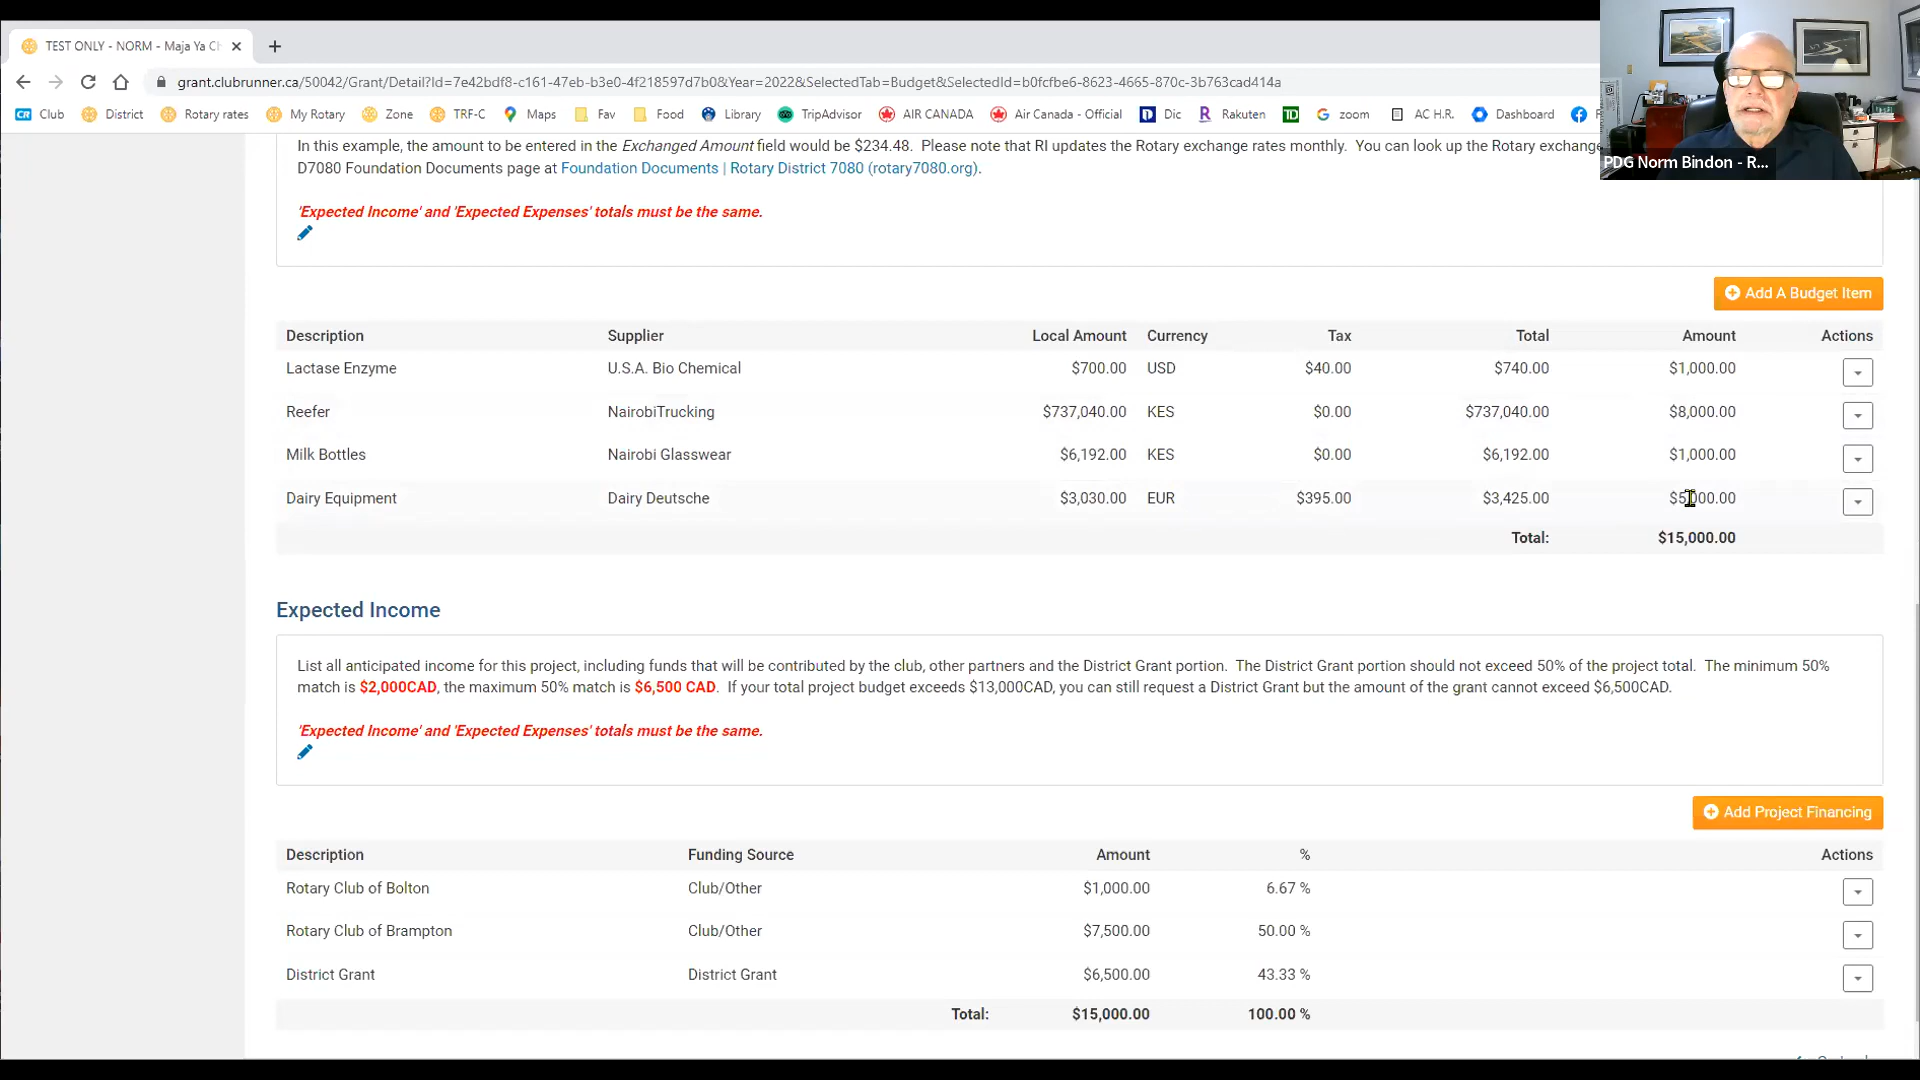 TEST ONLY - NORM - Maja Ya Ch
grant.clubrunner.ca/50042/Grant/Detail?Id=7e42bdf8-c161-47eb-b3e0-4f218597d7b0&Year=2022&SelectedTab=Budget&SelectedId=b0fcfbe6-8623-4665-870c-3b763cad414a
CR Club District Rotary rates My Rotary Zone TRF-C Maps Fav Food Library TripAdvisor AIR CANADA Air Canada - Official Dic R Rakuten TD G zoom AC H.R. Dashboard F
PDG Norm Bindon - R...
In this example, the amount to be entered in the Exchanged Amount field would be $234.48. Please note that RI updates the Rotary exchange rates monthly. You can look up the Rotary exchang
D7080 Foundation Documents page at Foundation Documents | Rotary District 7080 (rotary7080.org).
'Expected Income' and 'Expected Expenses' totals must be the same.
Add A Budget Item
Description Supplier Local Amount Currency Tax Total Amount Actions
Lactase Enzyme U.S.A. Bio Chemical $700.00 USD $40.00 $740.00 $1,000.00
Reefer NairobiTrucking $737,040.00 KES $0.00 $737,040.00 $8,000.00
Milk Bottles Nairobi Glasswear $6,192.00 KES $0.00 $6,192.00 $1,000.00
Dairy Equipment Dairy Deutsche $3,030.00 EUR $395.00 $3,425.00 $5,000.00
Total: $15,000.00
Expected Income
List all anticipated income for this project, including funds that will be contributed by the club, other partners and the District Grant portion. The District Grant portion should not exceed 50% of the project total. The minimum 50%
match is $2,000CAD, the maximum 50% match is $6,500 CAD. If your total project budget exceeds $13,000CAD, you can still request a District Grant but the amount of the grant cannot exceed $6,500CAD.
'Expected Income' and 'Expected Expenses' totals must be the same.
Add Project Financing
Description Funding Source Amount % Actions
Rotary Club of Bolton Club/Other $1,000.00 6.67 %
Rotary Club of Brampton Club/Other $7,500.00 50.00 %
District Grant District Grant $6,500.00 43.33 %
Total: $15,000.00 100.00 %